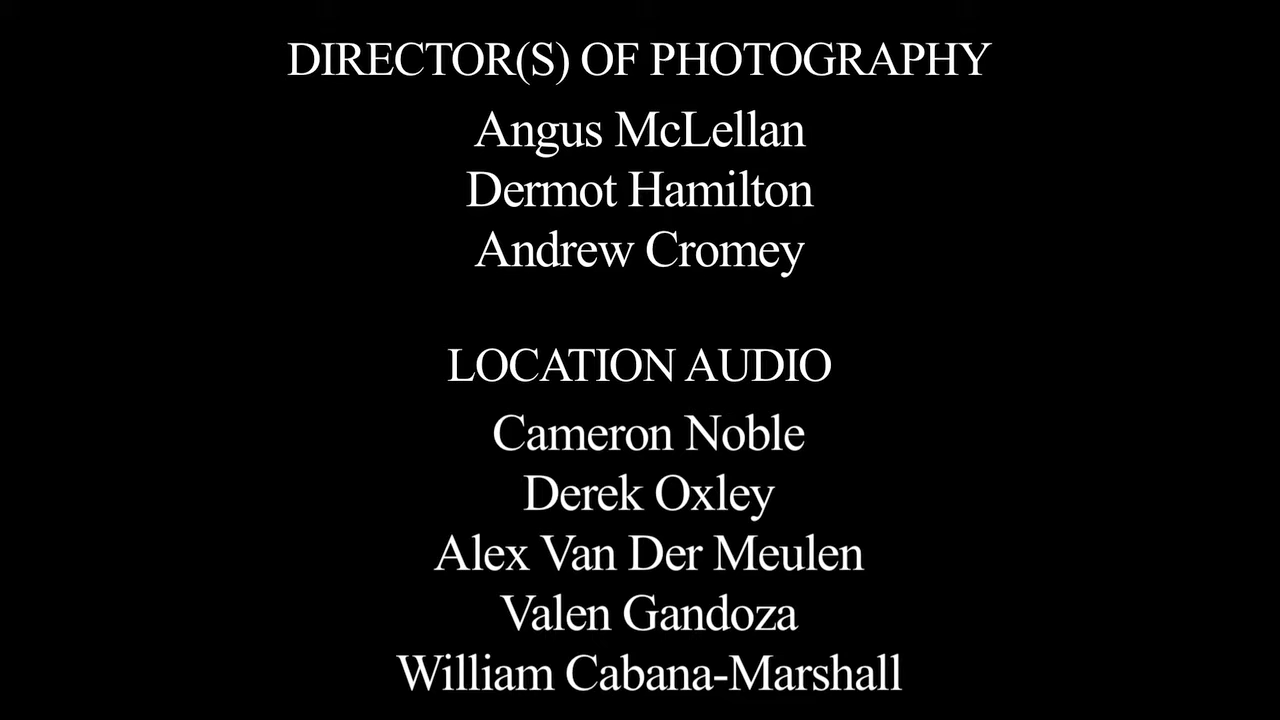 DIRECTOR(S) OF PHOTOGRAPHY
Angus McLellan
Dermot Hamilton
Andrew Cromey
LOCATION AUDIO
Cameron Noble
Derek Oxley
Alex Van Der Meulen
Valen Gandoza
William Cabana-Marshall